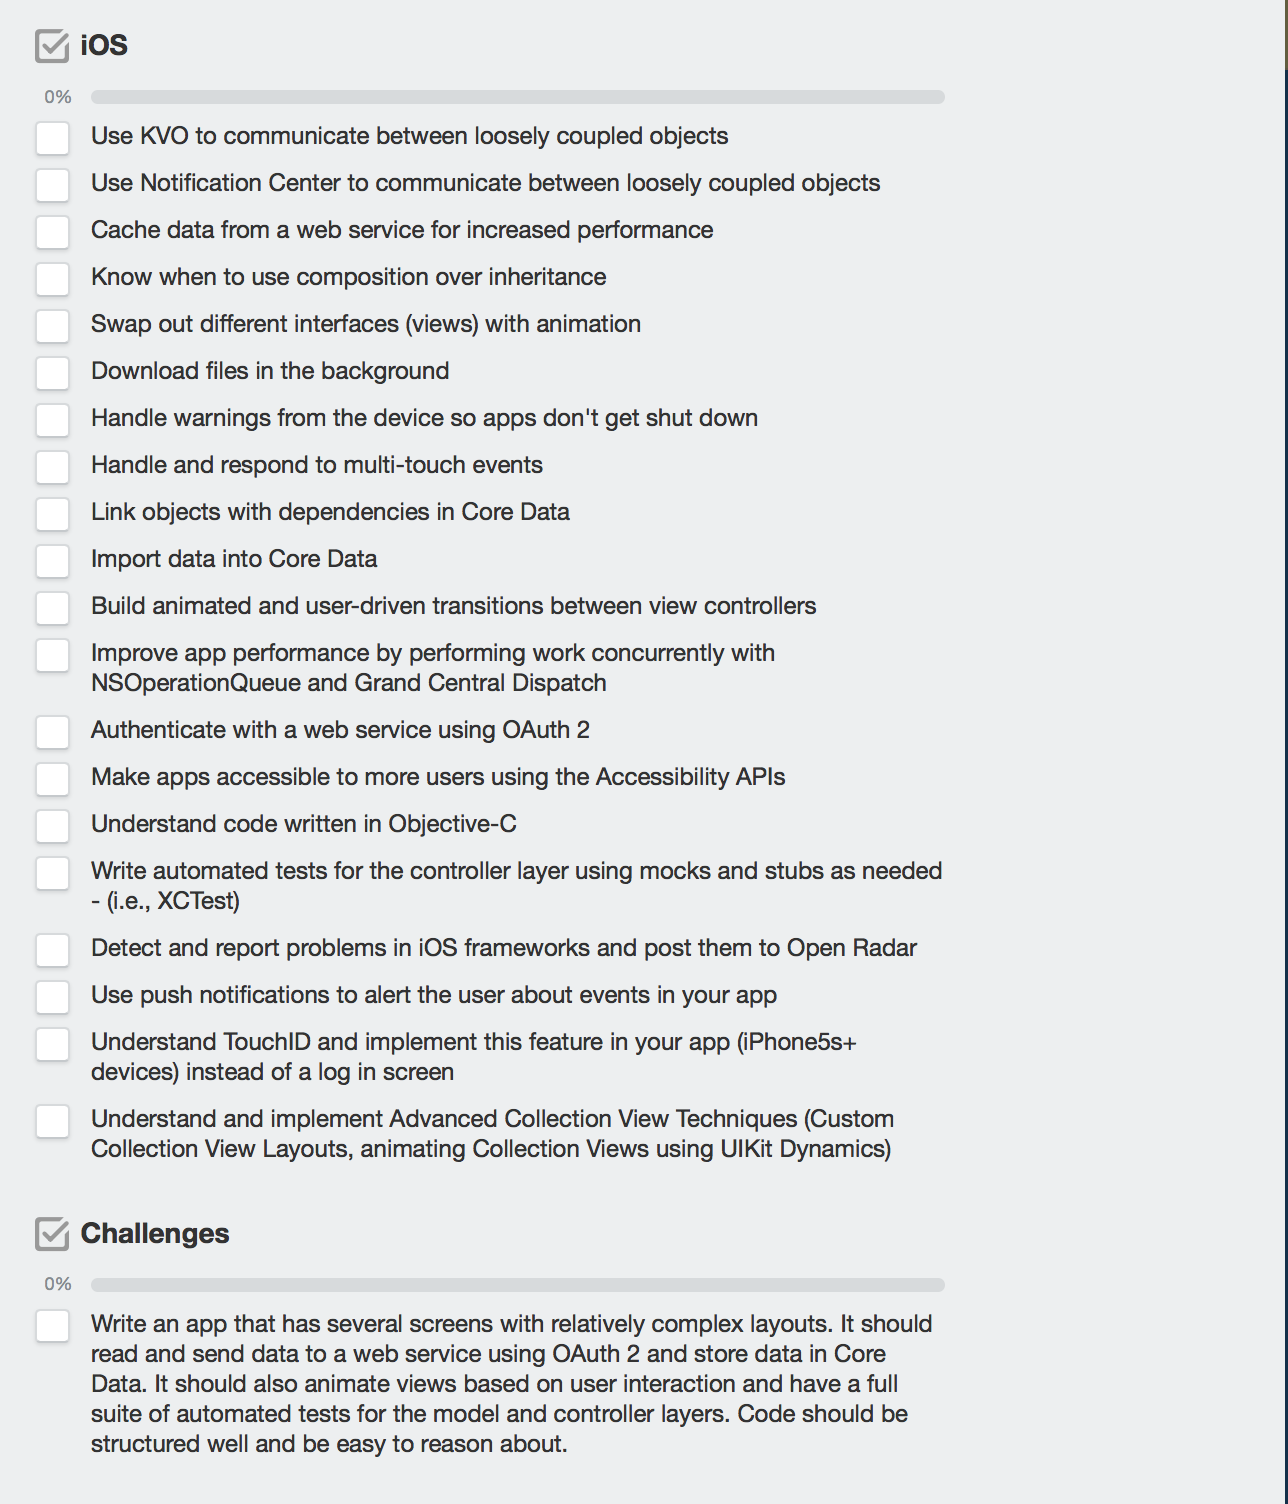 iOS
0%
Use KVO to communicate between loosely coupled objects
Use Notification Center to communicate between loosely coupled objects
Cache data from a web service for increased performance
Know when to use composition over inheritance
Swap out different interfaces (views) with animation
Download files in the background
Handle warnings from the device so apps don't get shut down
Handle and respond to multi-touch events
Link objects with dependencies in Core Data
Import data into Core Data
Build animated and user-driven transitions between view controllers
Improve app performance by performing work concurrently with
NSOperationQueue and Grand Central Dispatch
Authenticate with a web service using OAuth 2
Make apps accessible to more users using the Accessibility APIs
Understand code written in Objective-C
Write automated tests for the controller layer using mocks and stubs as needed
- (i.e., XCTest)
Detect and report problems in iOS frameworks and post them to Open Radar
Use push notifications to alert the user about events in your app
Understand TouchID and implement this feature in your app (iPhone5s+
devices) instead of a log in screen
Understand and implement Advanced Collection View Techniques (Custom
Collection View Layouts, animating Collection Views using UIKit Dynamics)
Challenges
0%
Write an app that has several screens with relatively complex layouts. It should
read and send data to a web service using OAuth 2 and store data in Core
Data. It should also animate views based on user interaction and have a full
suite of automated tests for the model and controller layers. Code should be
structured well and be easy to reason about.